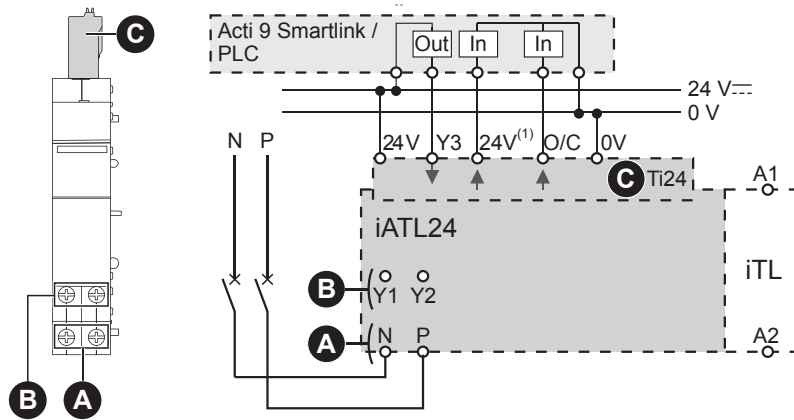 C
Acti 9 Smartlink /
PLC
Out In In
24 V
0 V
N P
24V Y3 24V(1) O/C 0V
C Ti24
A1
iATL24
iTL
B
Y1 Y2
A
N P
A2
B A